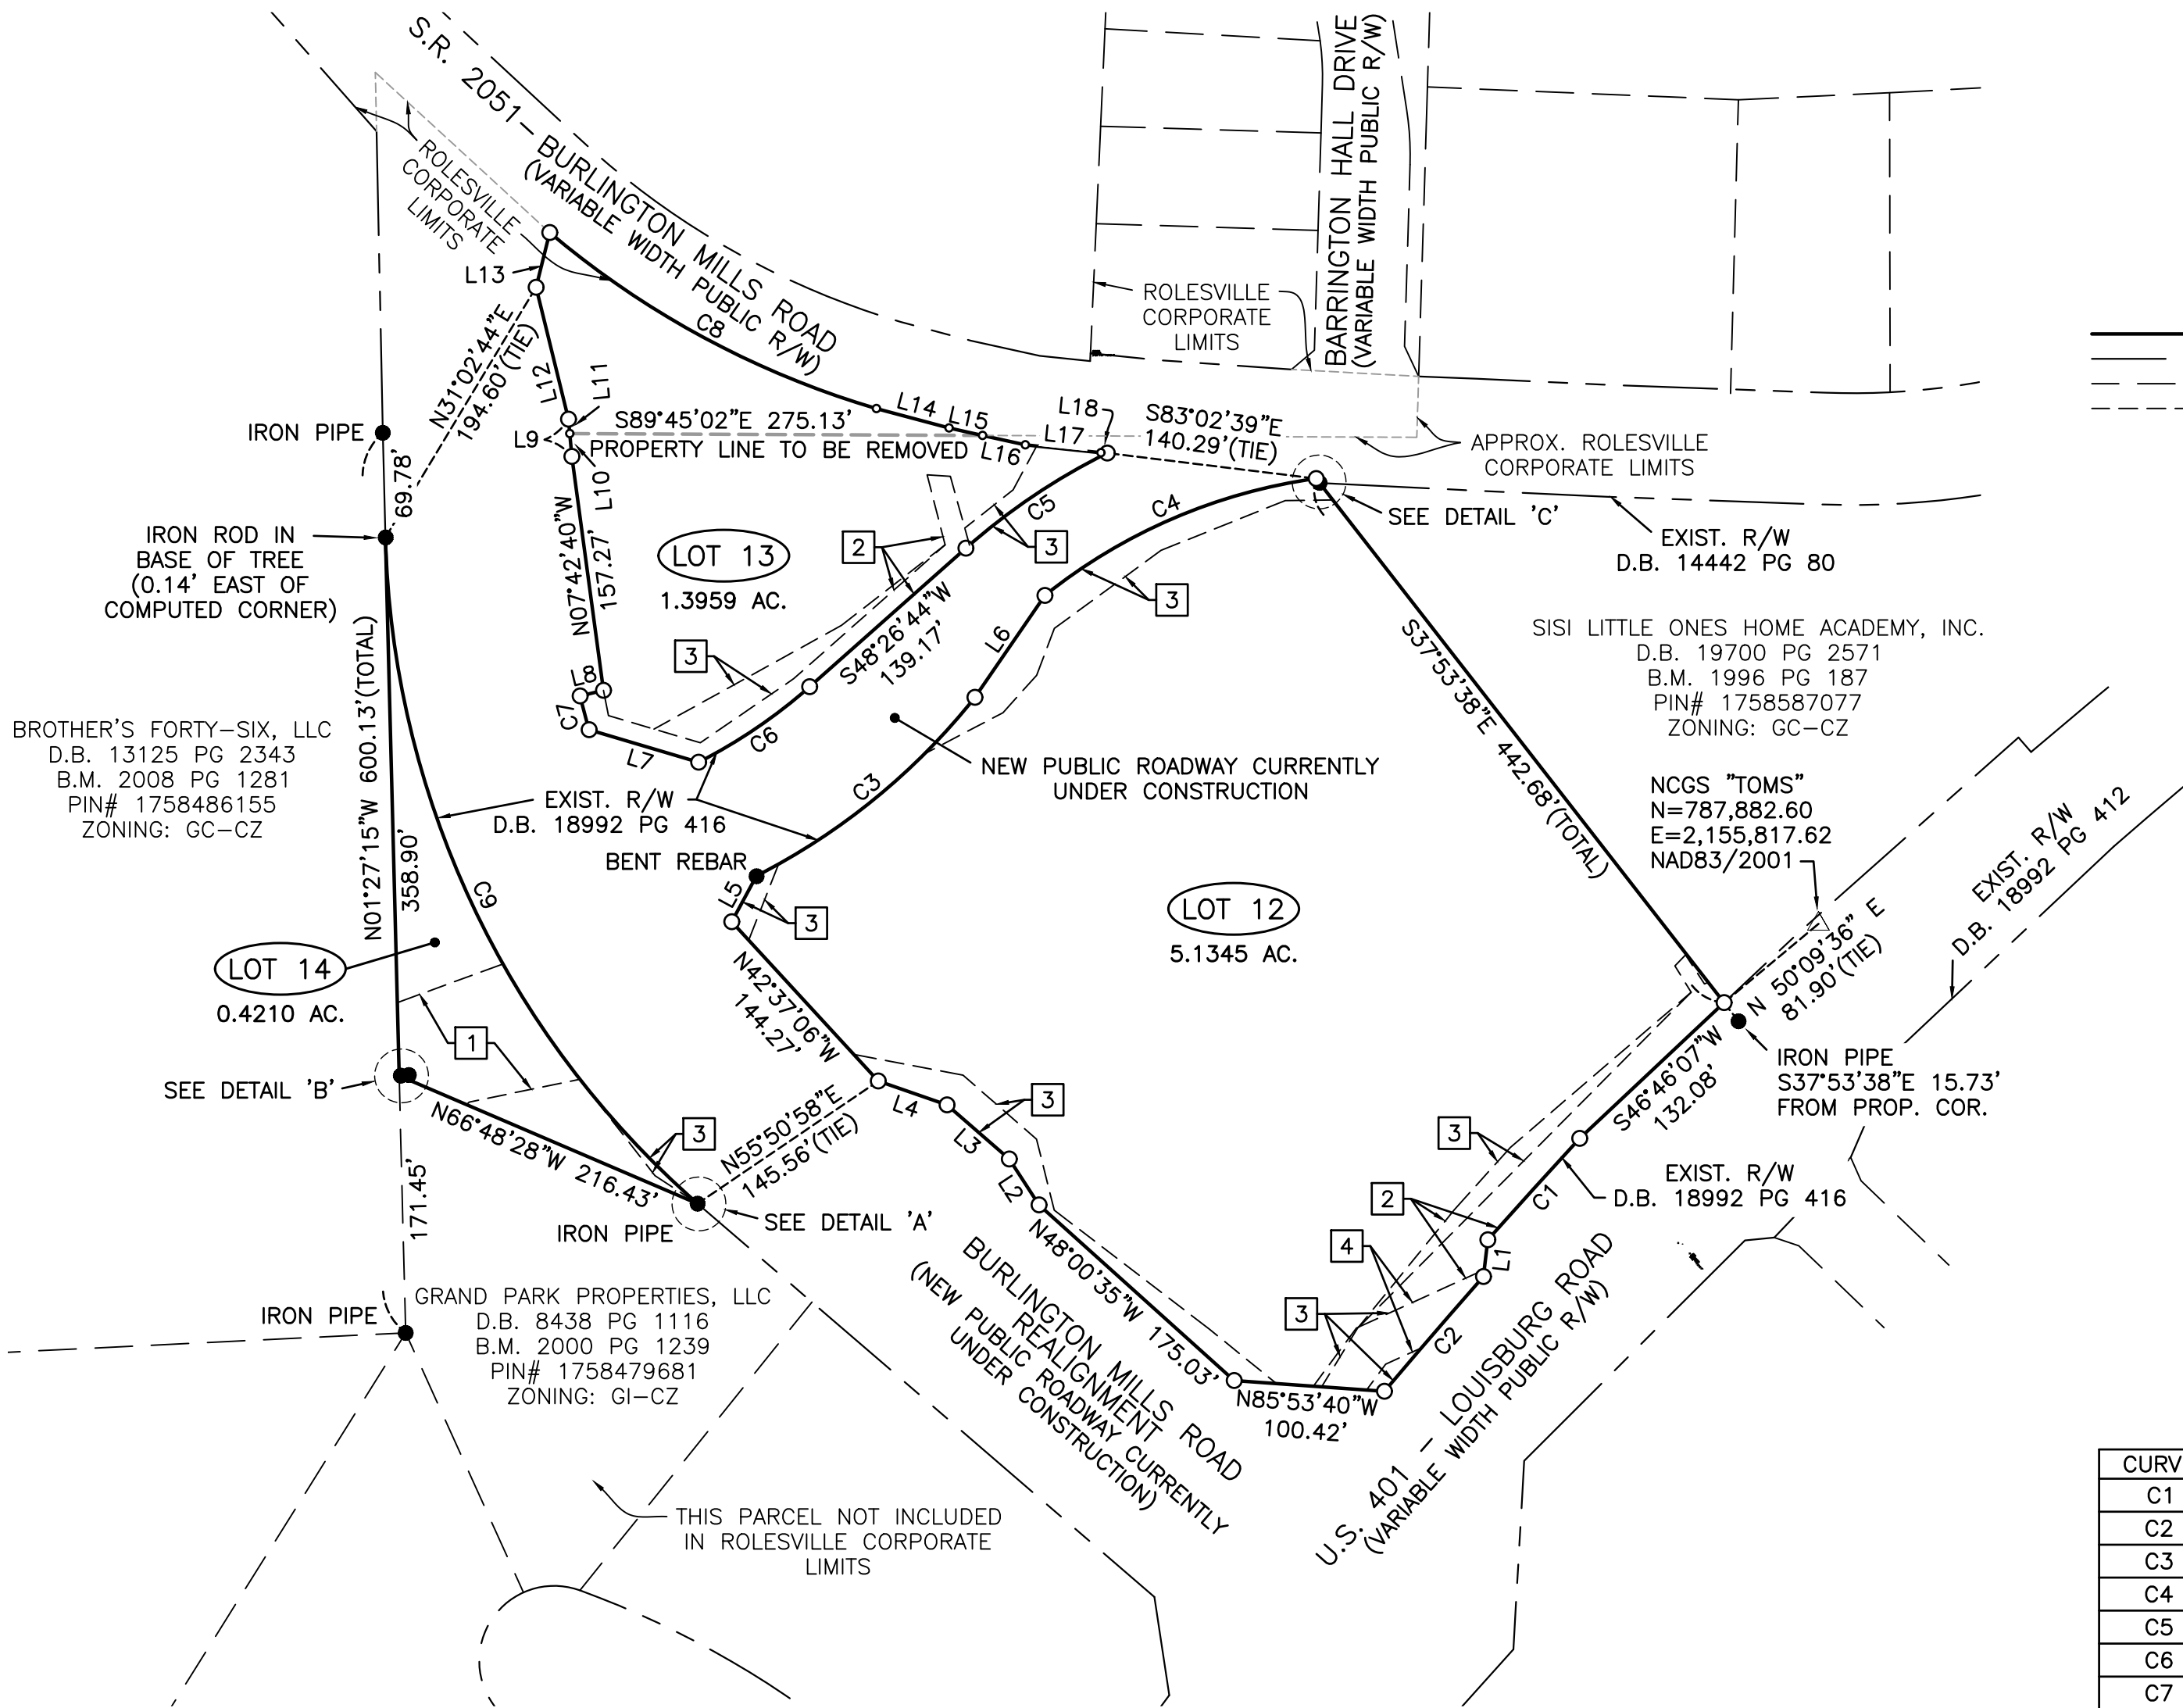 S.R. 2051- BURLINGTON MILLS ROAD
(VARIABLE WIDTH PUBLIC R/W)
BARRINGTON HALL DRIVE
(VARIABLE WIDTH PUBLIC R/W)
ROLESVILLE
CORPORATE
LIMITS
ROLESVILLE
CORPORATE
LIMITS
L13
C8
N31°02'44"E
194.60'(TIE)
L12
L11
L9
L10
S89°45'02"E 275.13'
PROPERTY LINE TO BE REMOVED
L14
L15
L16
L17
L18
S83°02'39"E
140.29'(TIE)
APPROX. ROLESVILLE
CORPORATE LIMITS
IRON PIPE
69.78'
SEE DETAIL 'C'
EXIST. R/W
D.B. 14442 PG 80
IRON ROD IN
BASE OF TREE
(0.14' EAST OF
COMPUTED CORNER)
LOT 13
1.3959 AC.
2
3
C5
C4
3
N07°42'40"W
157.27'
3
S48°26'44"W
139.17'
L6
S37°53'38"E 442.68'(TOTAL)
SISI LITTLE ONES HOME ACADEMY, INC.
D.B. 19700 PG 2571
B.M. 1996 PG 187
PIN# 1758587077
ZONING: GC-CZ
N01°27'15"W 600.13'(TOTAL)
358.90'
L8
C7
L7
C6
C3
BROTHER'S FORTY-SIX, LLC
D.B. 13125 PG 2343
B.M. 2008 PG 1281
PIN# 1758486155
ZONING: GC-CZ
EXIST. R/W
D.B. 18992 PG 416
NEW PUBLIC ROADWAY CURRENTLY
UNDER CONSTRUCTION
NCGS "TOMS"
N=787,882.60
E=2,155,817.62
NAD83/2001
EXIST. R/W
D.B. 18992 PG 412
BENT REBAR
C9
L5
3
LOT 12
5.1345 AC.
N 50°09'36" E
81.90'(TIE)
LOT 14
0.4210 AC.
N42°37'06"W
144.27'
1
SEE DETAIL 'B'
IRON PIPE
S37°53'38"E 15.73'
FROM PROP. COR.
S46°46'07"W
132.08'
N66°48'28"W 216.43'
3
N55°50'58"E
145.56'(TIE)
L4
L3
3
L2
3
171.45'
IRON PIPE
SEE DETAIL 'A'
EXIST. R/W
D.B. 18992 PG 416
C1
2
4
L1
3
C2
N48°00'35"W 175.03'
N85°53'40"W
100.42'
IRON PIPE
GRAND PARK PROPERTIES, LLC
D.B. 8438 PG 1116
B.M. 2000 PG 1239
PIN# 1758479681
ZONING: GI-CZ
BURLINGTON MILLS ROAD
REALIGNMENT
(NEW PUBLIC ROADWAY CURRENTLY
UNDER CONSTRUCTION)
U.S. 401 - LOUISBURG ROAD
(VARIABLE WIDTH PUBLIC R/W)
THIS PARCEL NOT INCLUDED
IN ROLESVILLE CORPORATE
LIMITS
CURV
C1
C2
C3
C4
C5
C6
C7